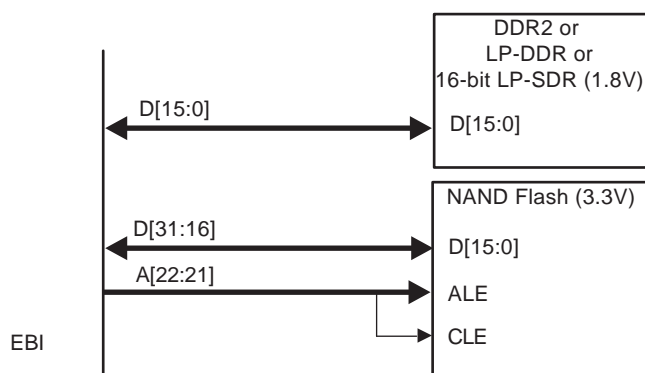 DDR2 or
LP-DDR or
16-bit LP-SDR (1.8V)
D[15:0]
D[15:0]
NAND Flash (3.3V)
D[31:16]
D[15:0]
A[22:21]
ALE
CLE
EBI